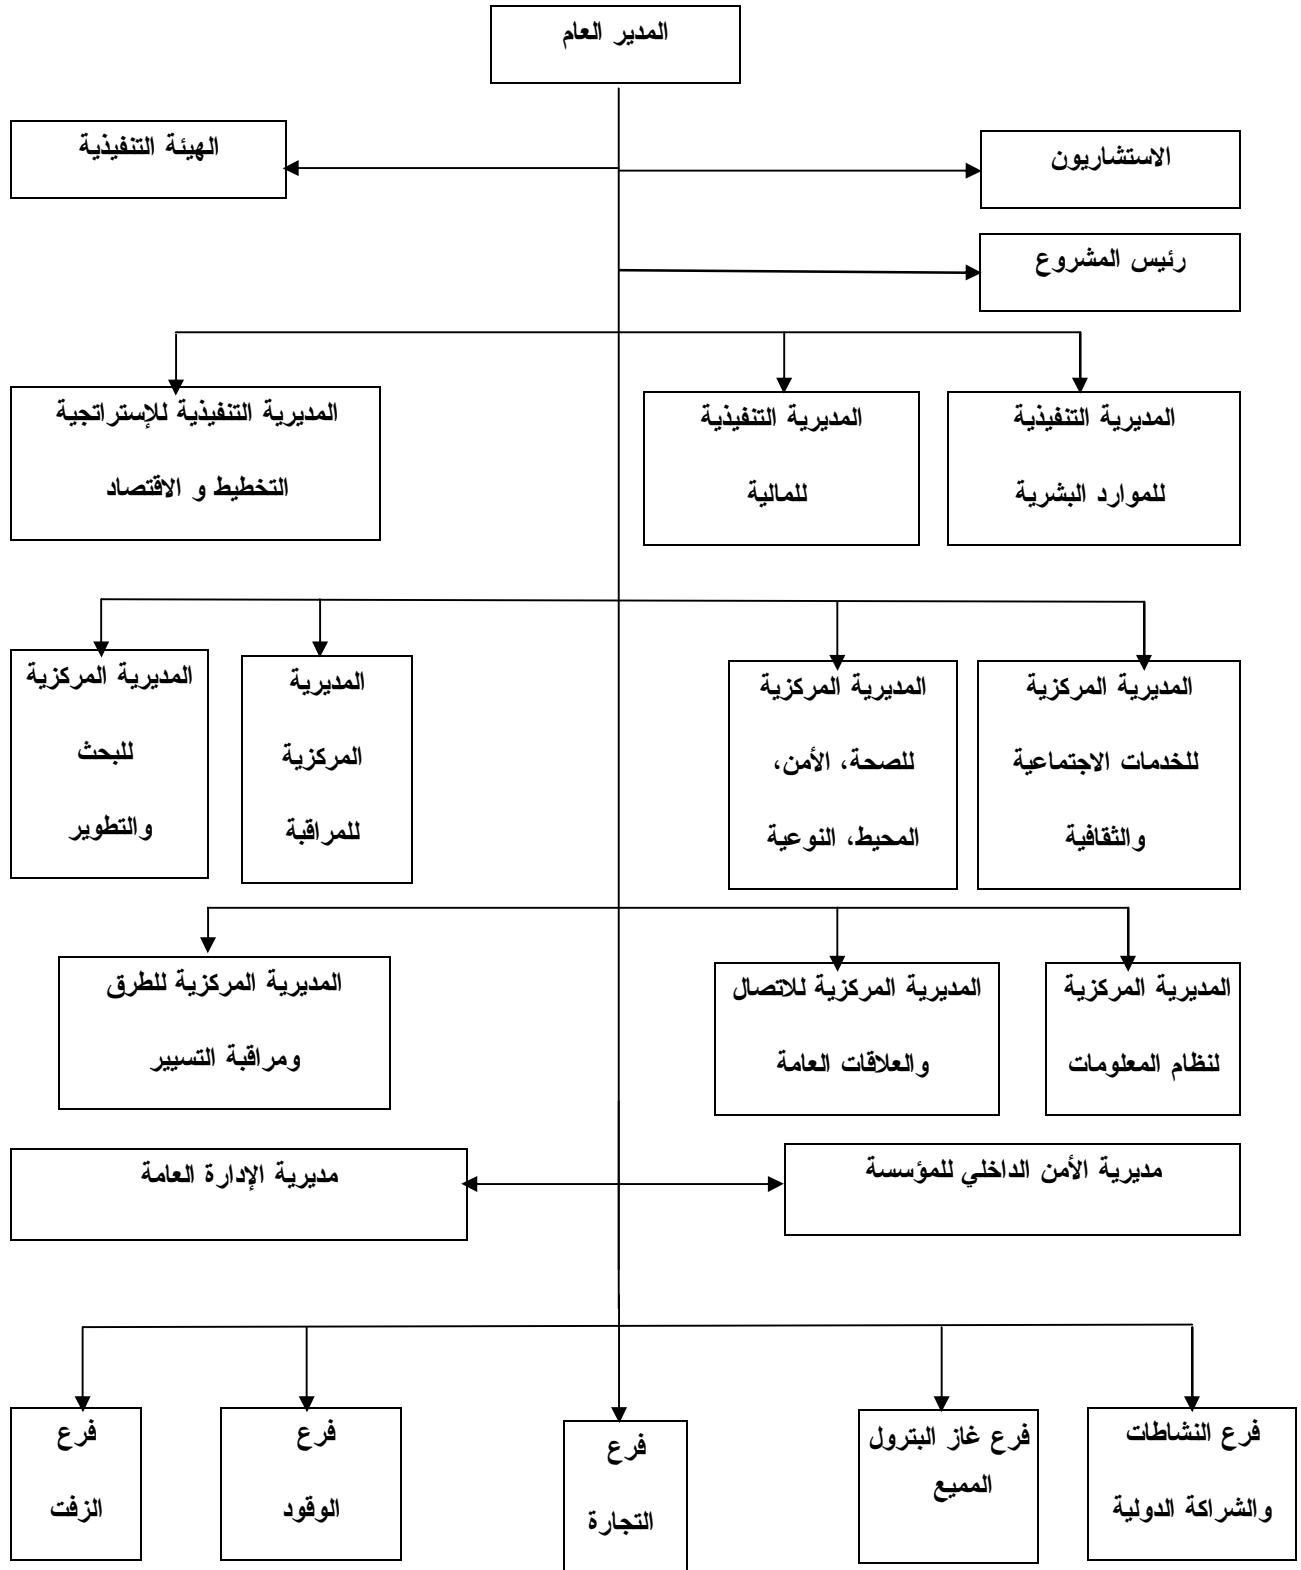 المدير العام
الاستشاريون
الهيئة التنفيذية
رئيس المشروع
المديرية التنفيذية
للموارد البشرية
المديرية التنفيذية
للمالية
المديرية التنفيذية للإستراتجية
التخطيط و الاقتصاد
المديرية المركزية
للخدمات الاجتماعية
والثقافية
المديرية المركزية
للصحة، الأمن،
المحيط، النوعية
المديرية
المركزية
للمراقبة
المديرية المركزية
للبحث
والتطوير
المديرية المركزية
لنظام المعلومات
المديرية المركزية للاتصال
والعلاقات العامة
المديرية المركزية للطرق
ومراقبة التسيير
مديرية الأمن الداخلي للمؤسسة
مديرية الإدارة العامة
فرع النشاطات
والشراكة الدولية
فرع غاز البترول
المميع
فرع
التجارة
فرع
الوقود
فرع
الزفت